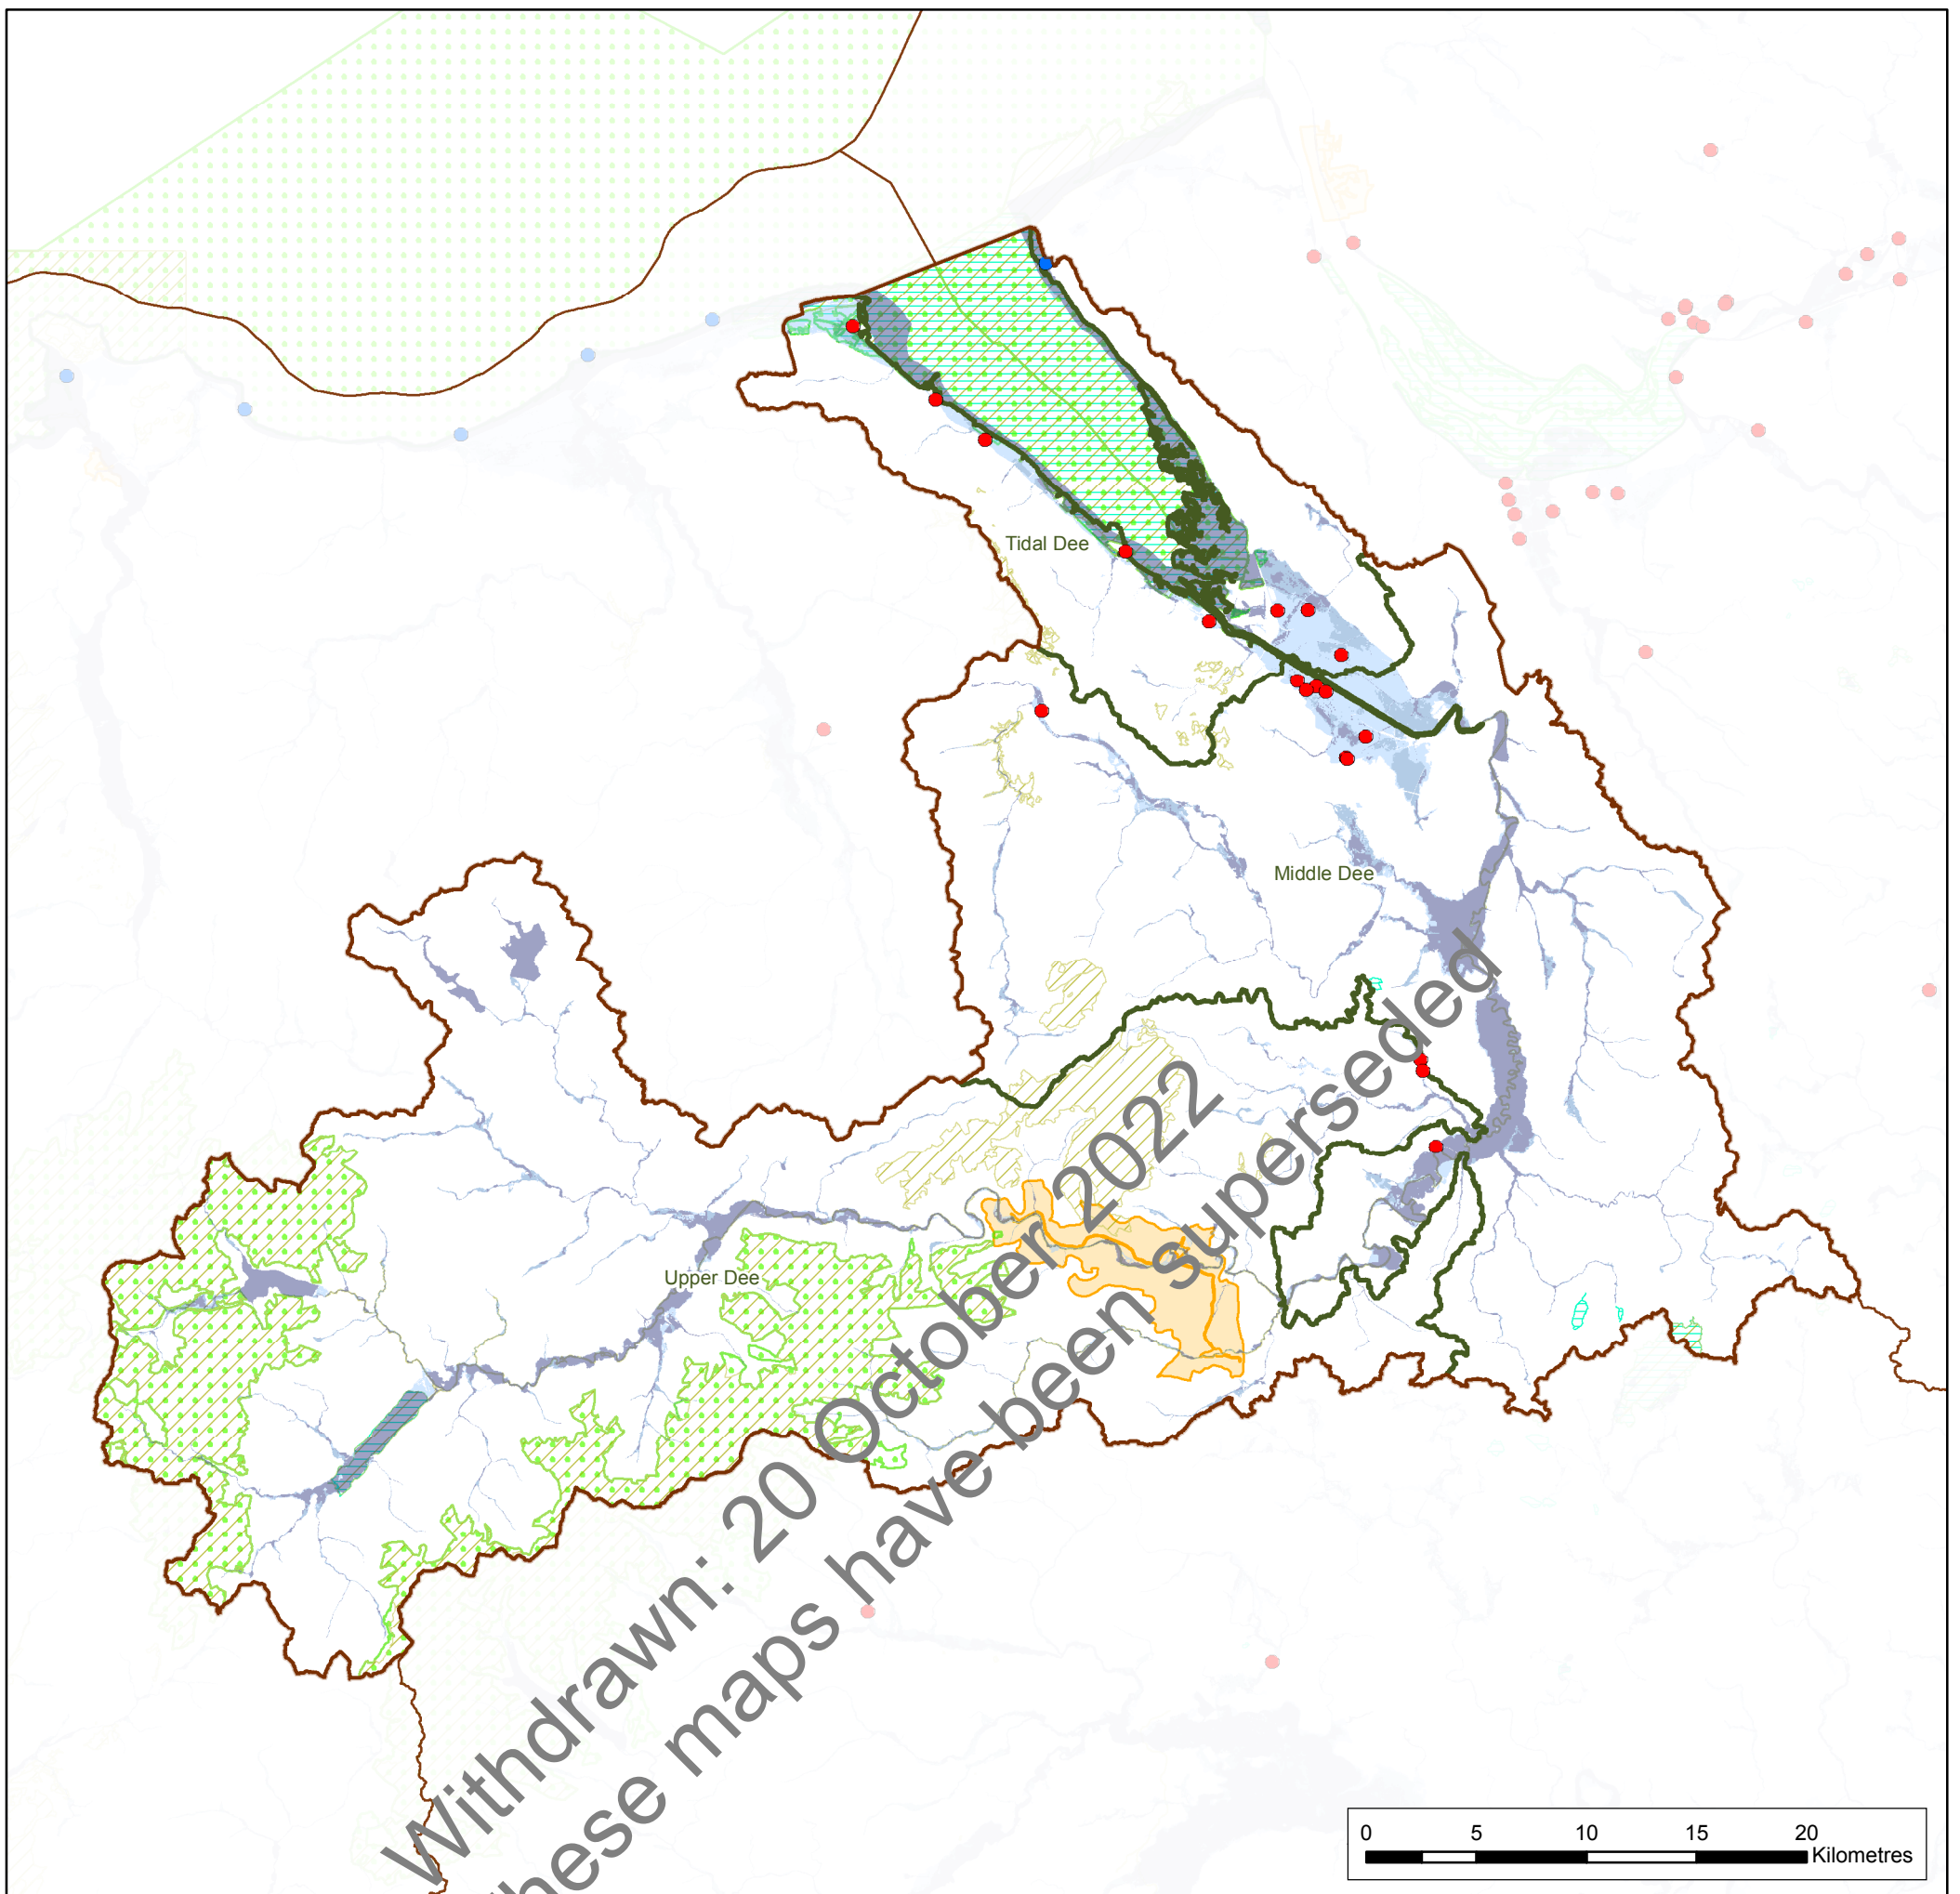 Tidal Dee
Middle Dee
Upper Dee
Withdrawn: 20 October 2022
these maps have been superseded
0 5 10 15 20
Kilometres